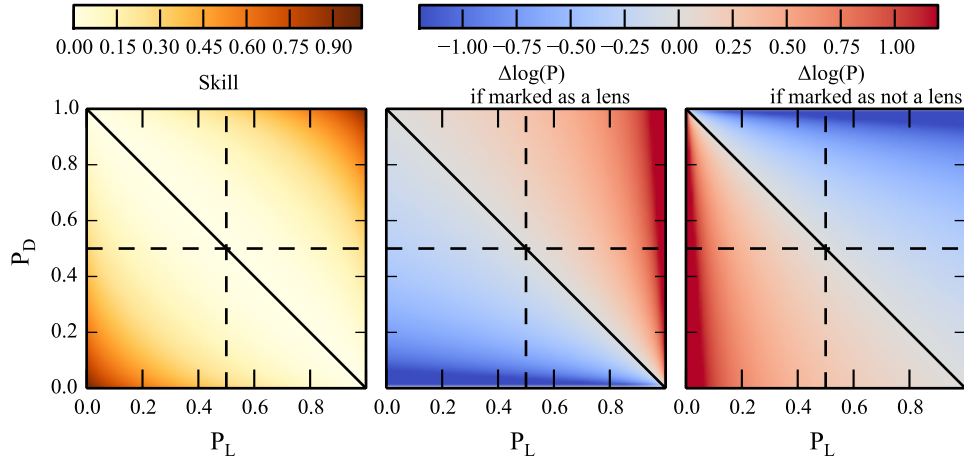 0.00 0.15 0.30 0.45 0.60 0.75 0.90
−1.00 −0.75 −0.50 −0.25 0.00 0.25 0.50 0.75 1.00
Skill
Δlog(P)
if marked as a lens
Δlog(P)
if marked as not a lens
1.0
0.8
0.6
0.4
0.2
0.0
P_D
0.0 0.2 0.4 0.6 0.8
0.0 0.2 0.4 0.6 0.8
0.0 0.2 0.4 0.6 0.8
P_L
P_L
P_L